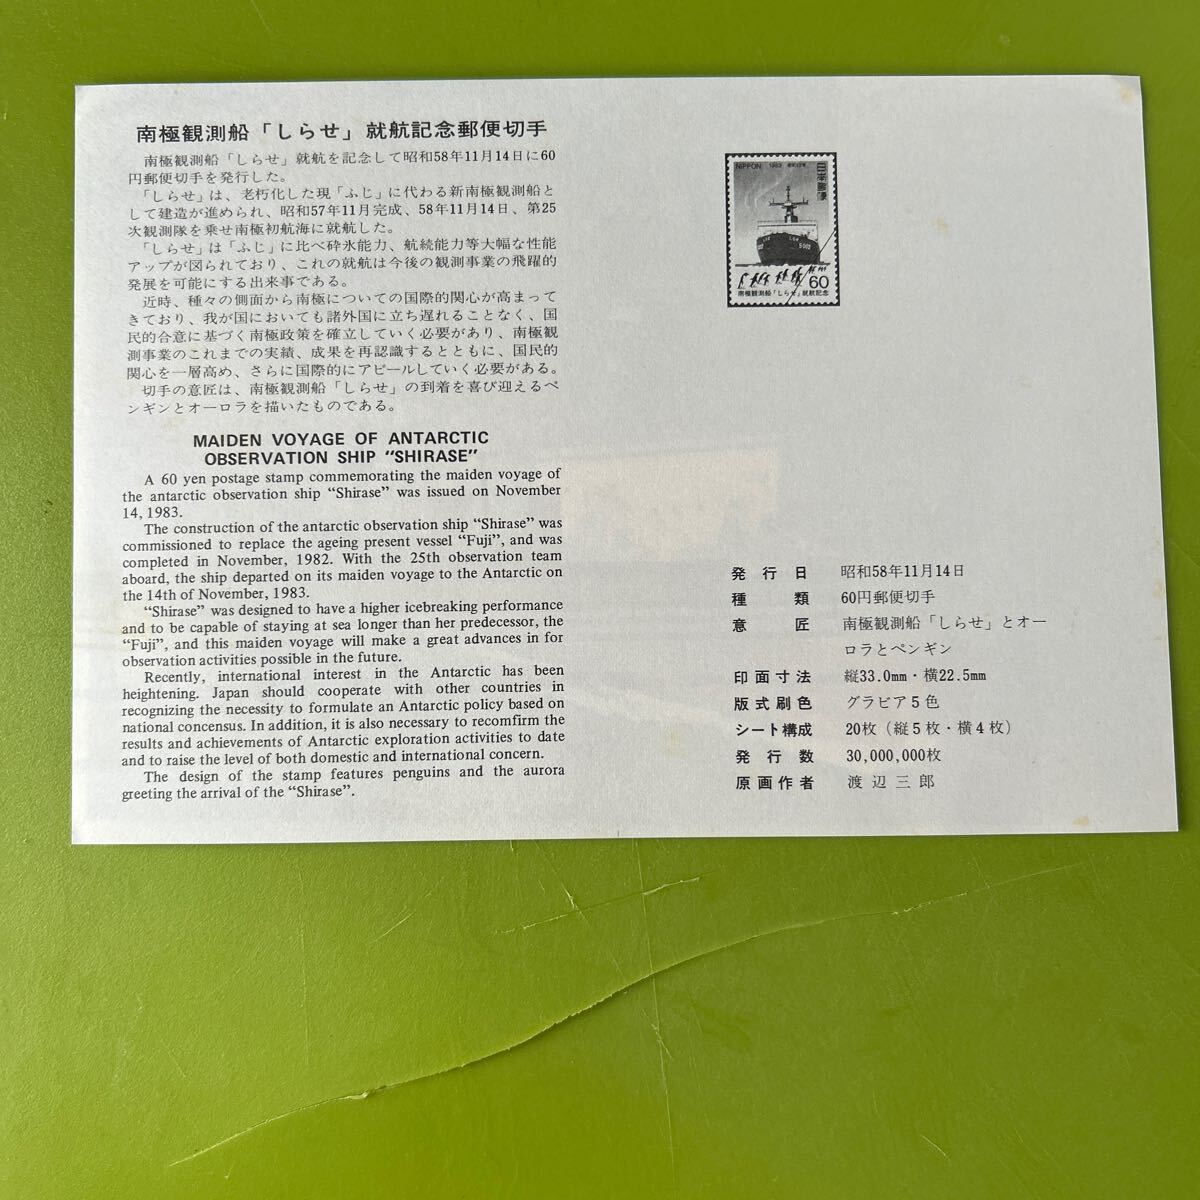 南極観測船「しらせ」就航記念郵便切手
南極観測船「しらせ」就航を記念して昭和58年11月14日に60
円郵便切手を発行した。
「しらせ」は、老朽化した現「ふじ」に代わる新南極観測船と
して建造が進められ、昭和57年11月完成、58年11月14日、第25
次観測隊を乗せ南極初航海に就航した。
「しらせ」は「ふじ」に比べ砕氷能力、航続能力等大幅な性能
アップが図られており、これの就航は今後の観測事業の飛躍的
発展を可能にする出来事である。
近時、種々の側面から南極についての国際的関心が高まって
きており、我が国においても諸外国に立ち遅れることなく、国
民的合意に基づく南極政策を確立していく必要があり、南極観
測事業のこれまでの実績、成果を再認識するとともに、国民的
関心を一層高め、さらに国際的にアピールしていく必要がある。
切手の意匠は、南極観測船「しらせ」の到着を喜び迎えるペ
ンギンとオーロラを描いたものである。
MAIDEN VOYAGE OF ANTARCTIC
OBSERVATION SHIP “SHIRASE”
A 60 yen postage stamp commemorating the maiden voyage of
the antarctic observation ship “Shirase” was issued on November
14, 1983.
The construction of the antarctic observation ship “Shirase” was
commissioned to replace the ageing present vessel “Fuji”, and was
completed in November, 1982. With the 25th observation team
aboard, the ship departed on its maiden voyage to the Antarctic on
the 14th of November, 1983.
“Shirase” was designed to have a higher icebreaking performance
and to be capable of staying at sea longer than her predecessor, the
“Fuji”, and this maiden voyage will make a great advances in for
observation activities possible in the future.
Recently, international interest in the Antarctic has been
heightening. Japan should cooperate with other countries in
recognizing the necessity to formulate an Antarctic policy based on
national concensus. In addition, it is also necessary to recomfirm the
results and achievements of Antarctic exploration activities to date
and to raise the level of both domestic and international concern.
The design of the stamp features penguins and the aurora
greeting the arrival of the “Shirase”.
NIPPON 1983
日本郵便
5002
60
南極観測船「しらせ」就航記念
発行日 昭和58年11月14日
種類 60円郵便切手
意匠 南極観測船「しらせ」とオー
ロラとペンギン
印面寸法 縦33.0mm・横22.5mm
版式刷色 グラビア5色
シート構成 20枚（縦5枚・横4枚）
発行数 30,000,000枚
原画作者 渡辺三郎